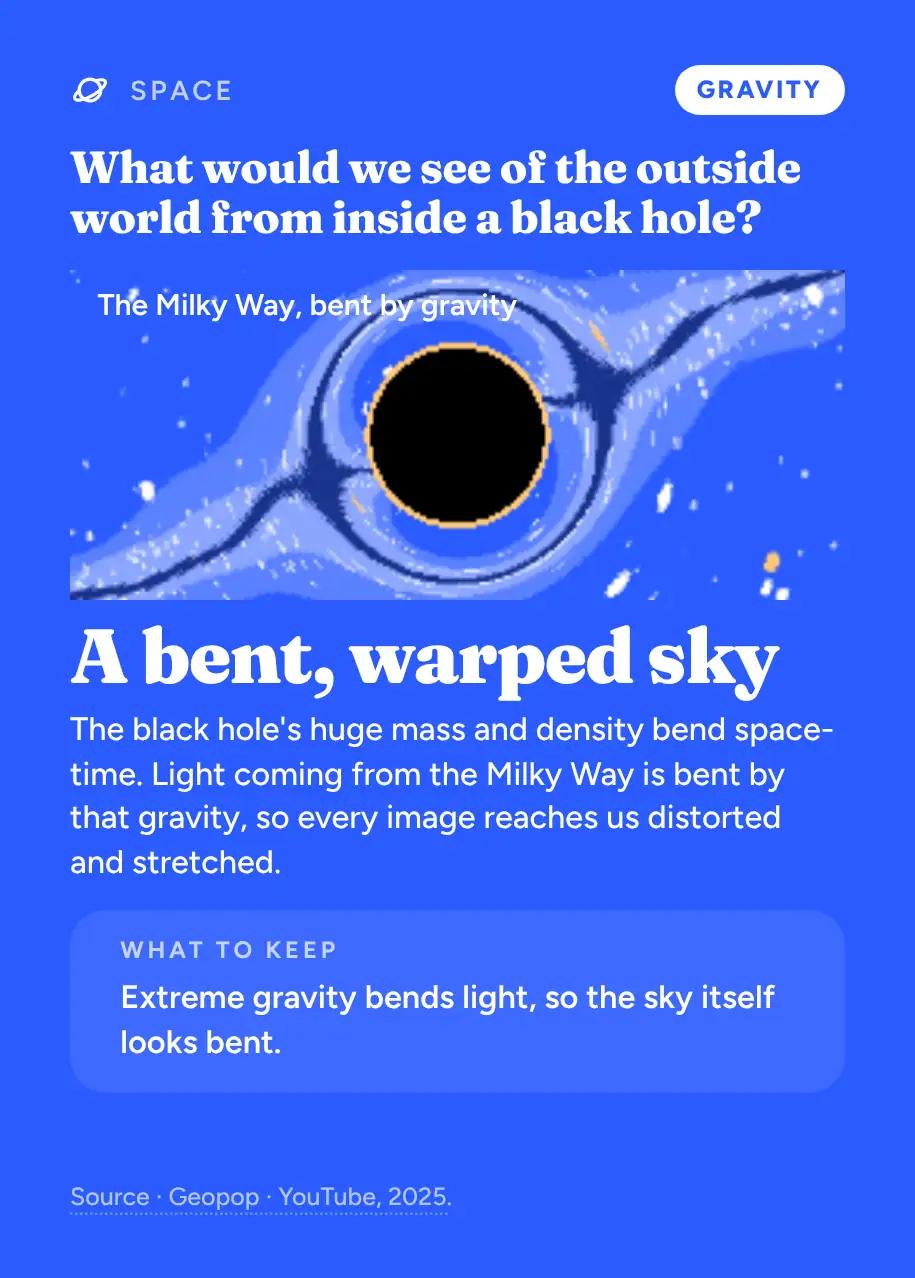 SPACE
GRAVITY
What would we see of the outside
world from inside a black hole?
The Milky Way, bent by gravity
A bent, warped sky
The black hole's huge mass and density bend space-
time. Light coming from the Milky Way is bent by
that gravity, so every image reaches us distorted
and stretched.
WHAT TO KEEP
Extreme gravity bends light, so the sky itself
looks bent.
Source · Geopop · YouTube, 2025.